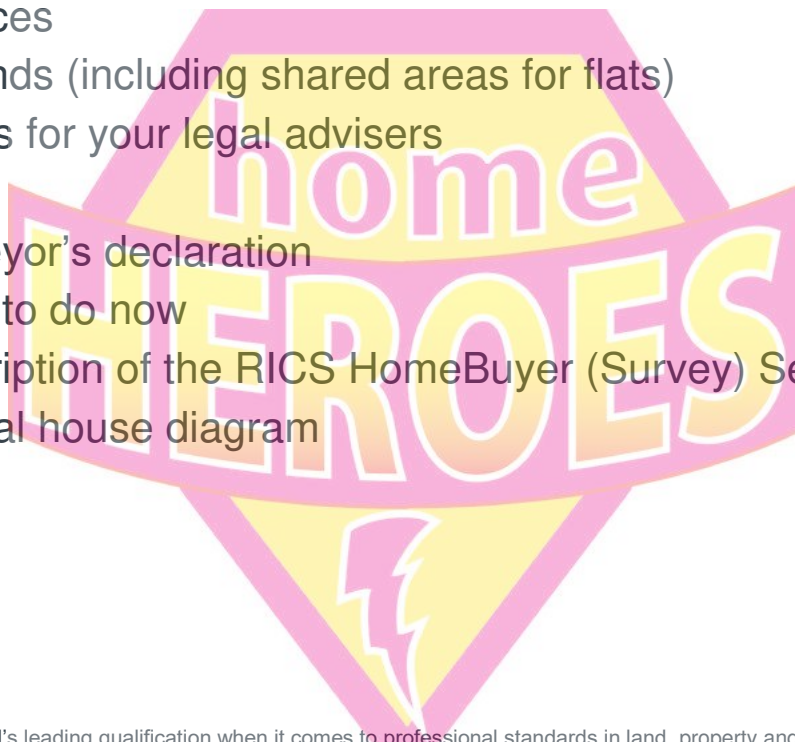 ces
nds (including shared areas for flats)
s for your legal advisers
eyor's declaration
to do now
ription of the RICS HomeBuyer (Survey) Se
al house diagram
home
HEROES
d's leading qualification when it comes to professional standards in land, property and